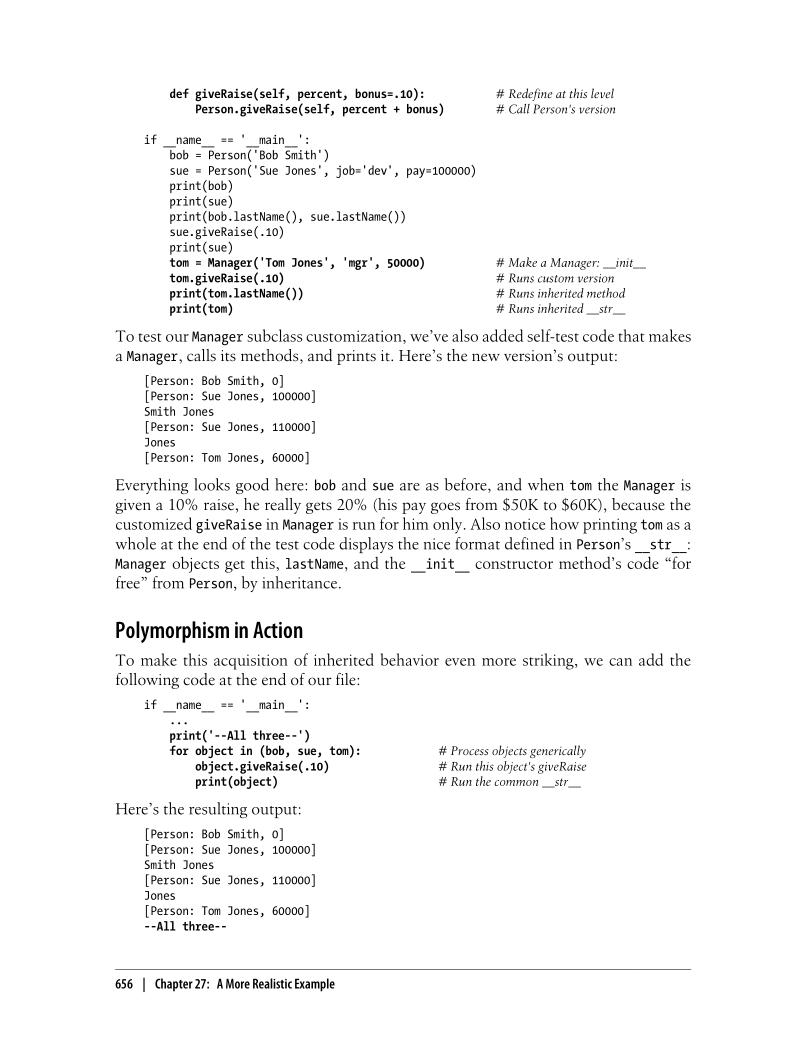 def giveRaise(self, percent, bonus=.10): # Redefine at this level
Person.giveRaise(self, percent + bonus) # Call Person's version
if __name__ == '__main__':
bob = Person('Bob Smith')
sue = Person('Sue Jones', job='dev', pay=100000)
print(bob)
print(sue)
print(bob.lastName(), sue.lastName())
sue.giveRaise(.10)
print(sue)
tom = Manager('Tom Jones', 'mgr', 50000) # Make a Manager: __init__
tom.giveRaise(.10) # Runs custom version
print(tom.lastName()) # Runs inherited method
print(tom) # Runs inherited __str__
To test our Manager subclass customization, we’ve also added self-test code that makes
a Manager, calls its methods, and prints it. Here’s the new version’s output:
[Person: Bob Smith, 0]
[Person: Sue Jones, 100000]
Smith Jones
[Person: Sue Jones, 110000]
Jones
[Person: Tom Jones, 60000]
Everything looks good here: bob and sue are as before, and when tom the Manager is
given a 10% raise, he really gets 20% (his pay goes from $50K to $60K), because the
customized giveRaise in Manager is run for him only. Also notice how printing tom as a
whole at the end of the test code displays the nice format defined in Person’s __str__:
Manager objects get this, lastName, and the __init__ constructor method’s code “for
free” from Person, by inheritance.
Polymorphism in Action
To make this acquisition of inherited behavior even more striking, we can add the
following code at the end of our file:
if __name__ == '__main__':
...
print('--All three--')
for object in (bob, sue, tom): # Process objects generically
object.giveRaise(.10) # Run this object's giveRaise
print(object) # Run the common __str__
Here’s the resulting output:
[Person: Bob Smith, 0]
[Person: Sue Jones, 100000]
Smith Jones
[Person: Sue Jones, 110000]
Jones
[Person: Tom Jones, 60000]
--All three--
656 | Chapter 27: A More Realistic Example